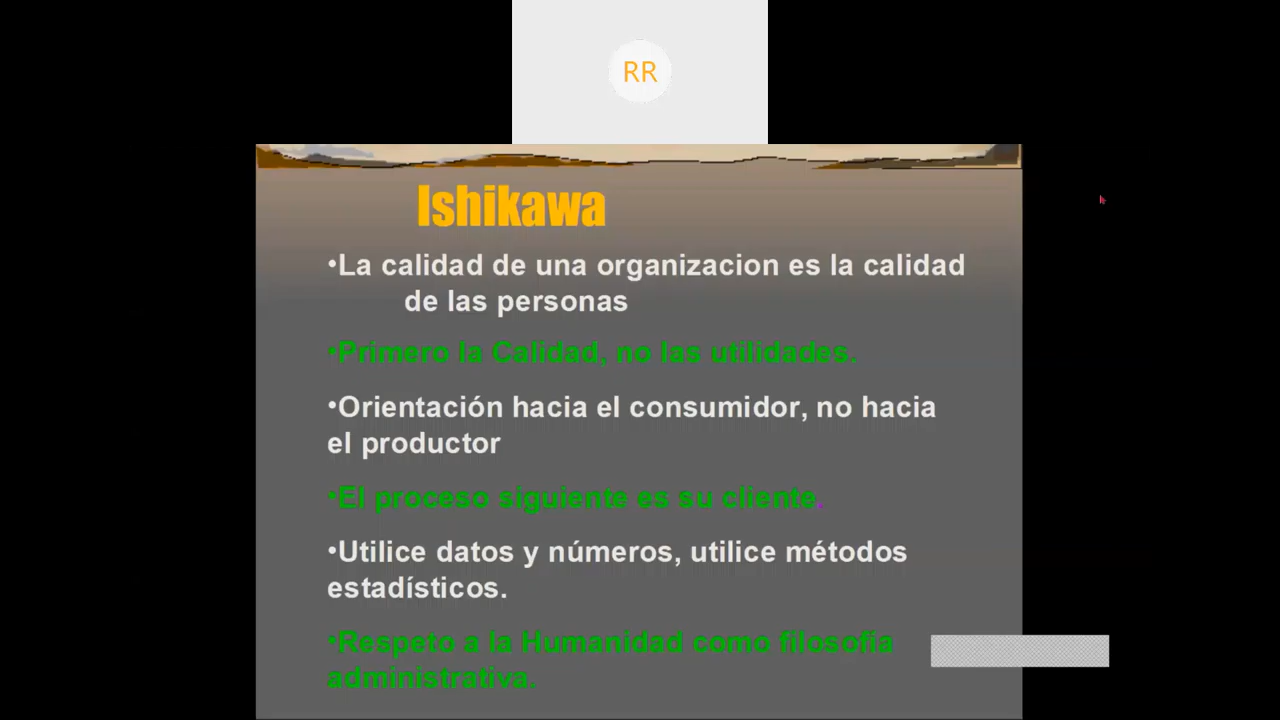 RR
Ishikawa
•La calidad de una organizacion es la calidad
de las personas
•Primero la Calidad, no las utilidades.
•Orientación hacia el consumidor, no hacia
el productor
•El proceso siguiente es su cliente.
•Utilice datos y números, utilice métodos
estadísticos.
•Respeto a la Humanidad como filosofía
administrativa.